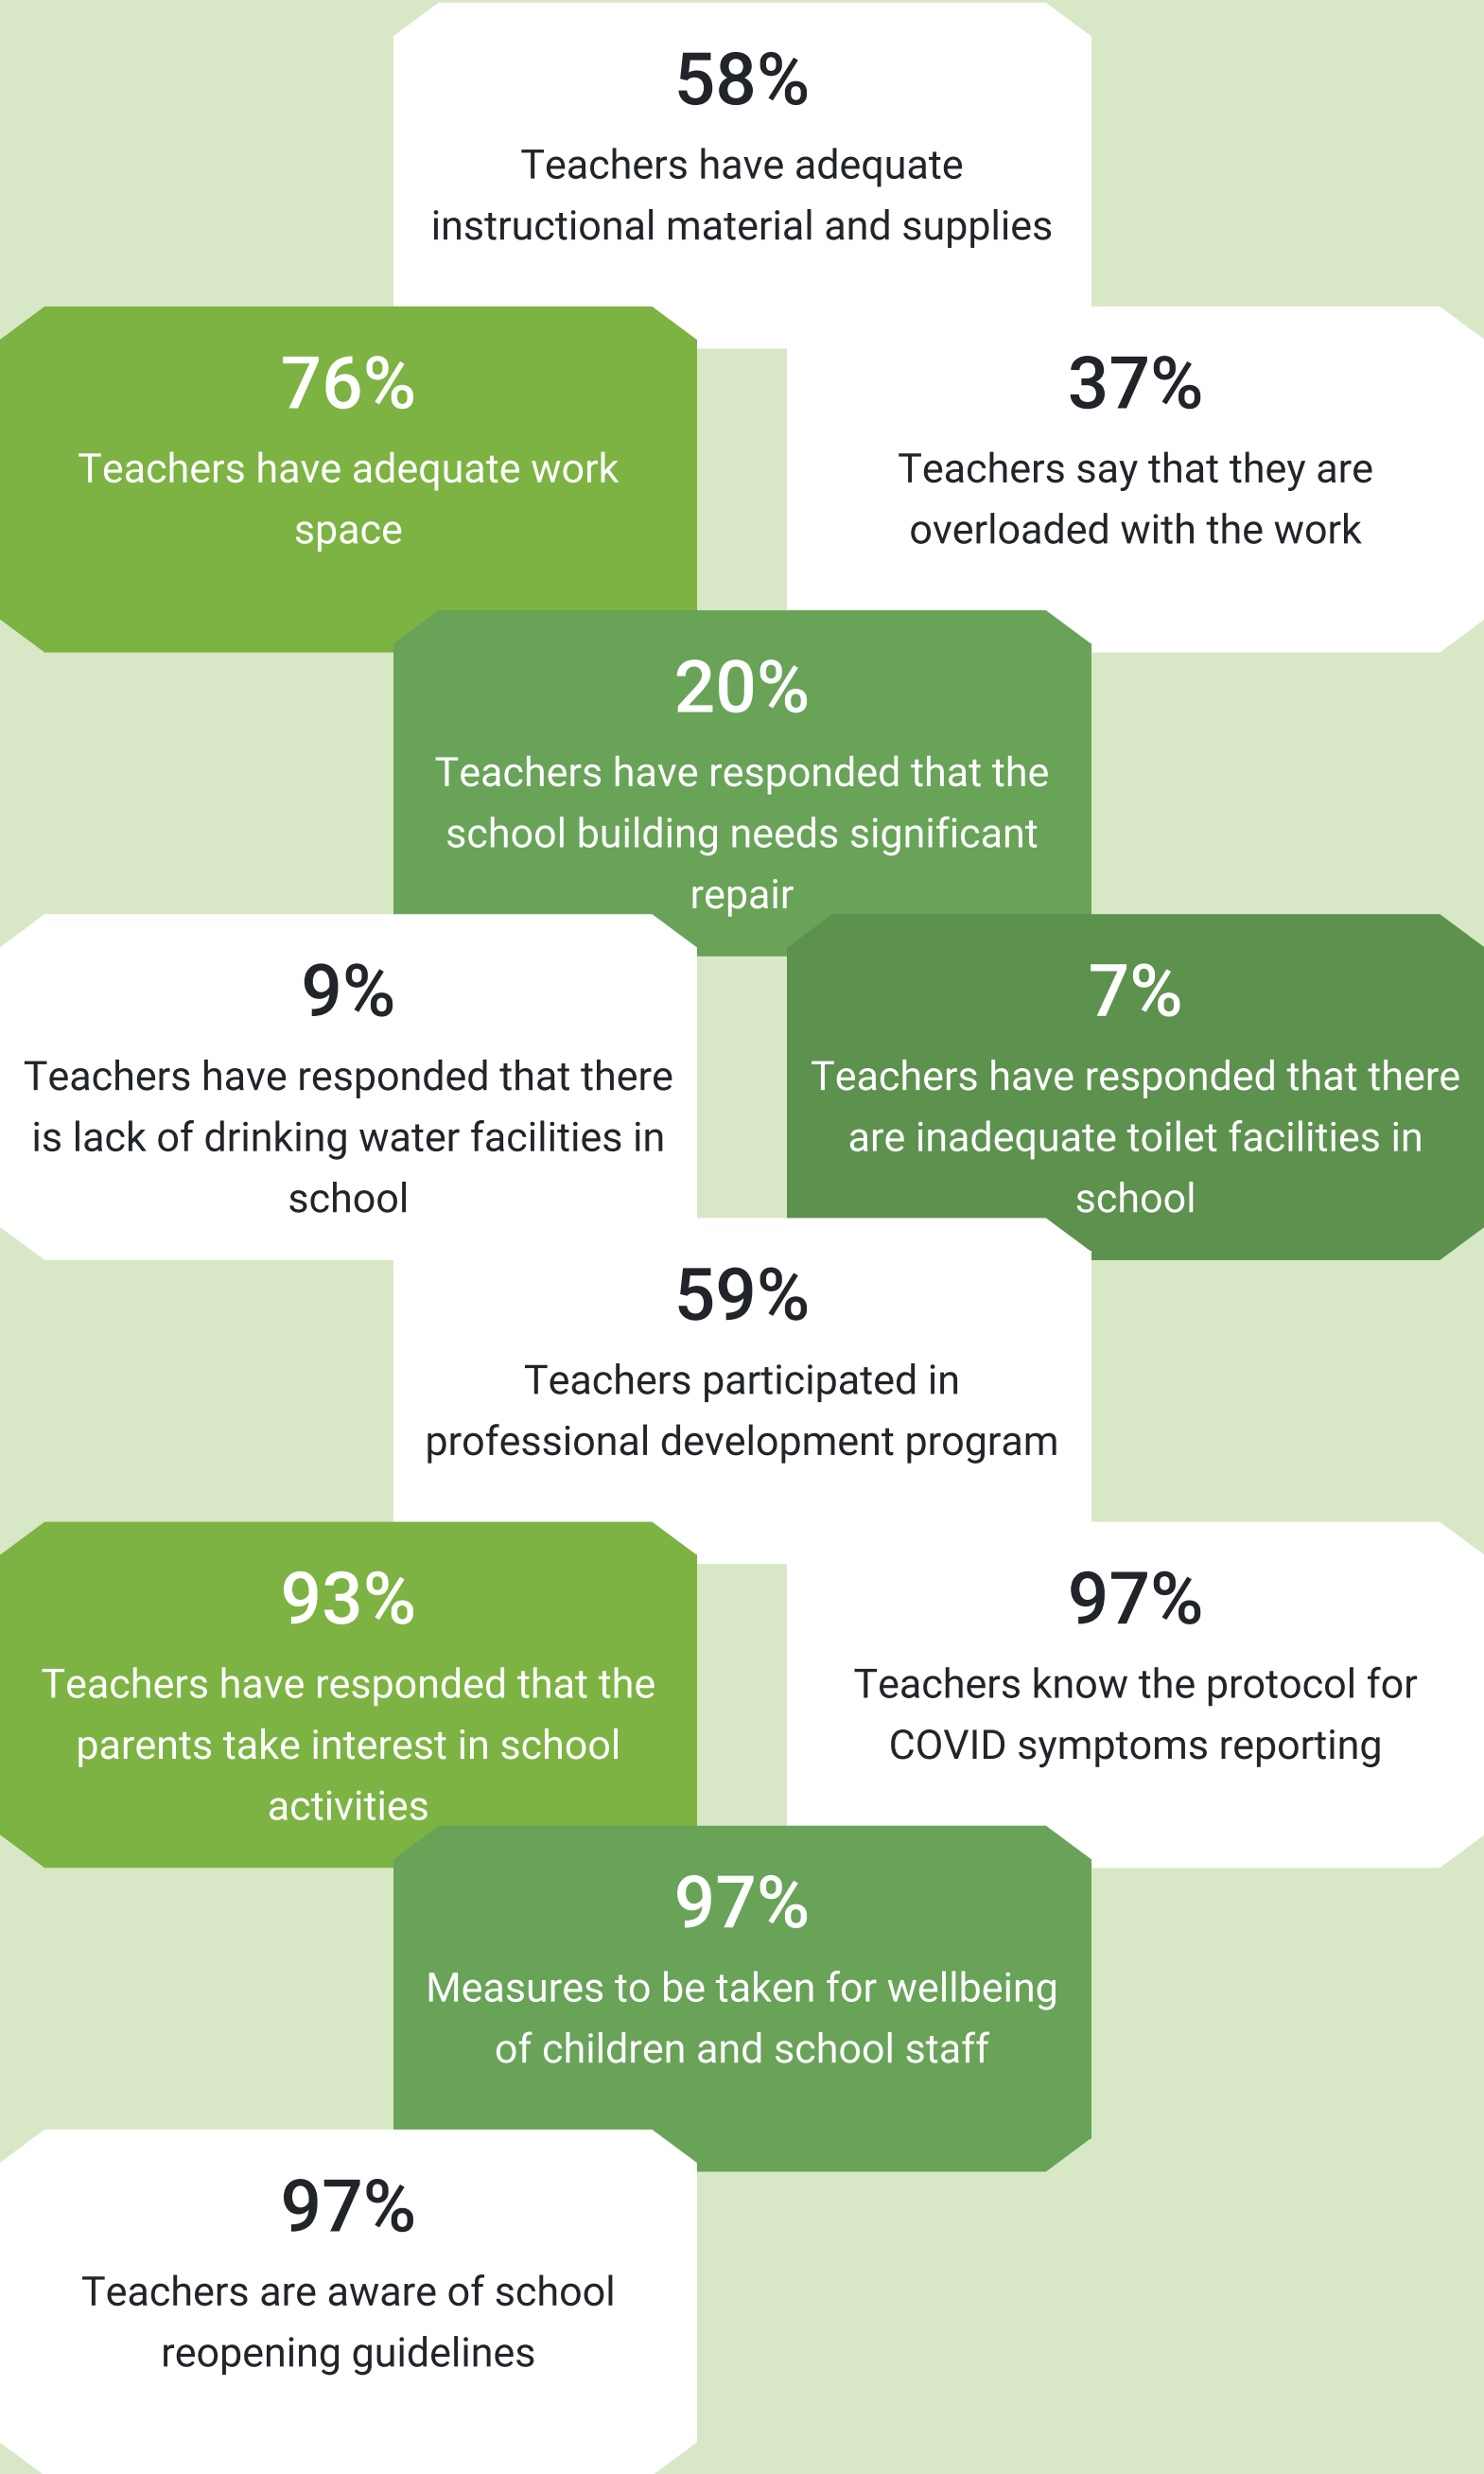 58%
Teachers have adequate
instructional material and supplies
76%
Teachers have adequate work
space
37%
Teachers say that they are
overloaded with the work
20%
Teachers have responded that the
school building needs significant
repair
9%
Teachers have responded that there
is lack of drinking water facilities in
school
7%
Teachers have responded that there
are inadequate toilet facilities in
school
59%
Teachers participated in
professional development program
93%
Teachers have responded that the
parents take interest in school
activities
97%
Teachers know the protocol for
COVID symptoms reporting
97%
Measures to be taken for wellbeing
of children and school staff
97%
Teachers are aware of school
reopening guidelines